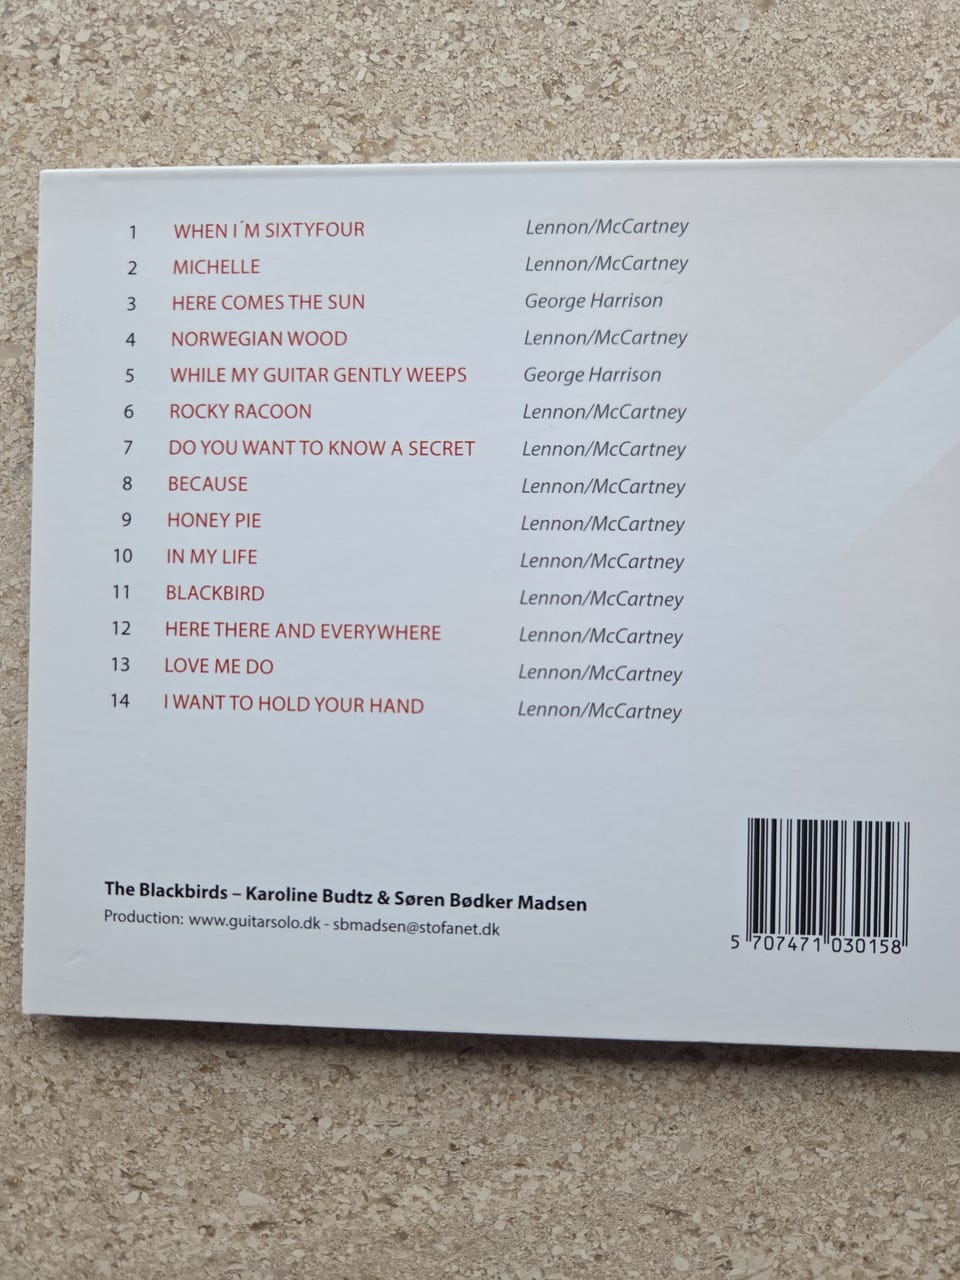 1 WHEN I´M SIXTYFOUR Lennon/McCartney
2 MICHELLE Lennon/McCartney
3 HERE COMES THE SUN George Harrison
4 NORWEGIAN WOOD Lennon/McCartney
5 WHILE MY GUITAR GENTLY WEEPS George Harrison
6 ROCKY RACOON Lennon/McCartney
7 DO YOU WANT TO KNOW A SECRET Lennon/McCartney
8 BECAUSE Lennon/McCartney
9 HONEY PIE Lennon/McCartney
10 IN MY LIFE Lennon/McCartney
11 BLACKBIRD Lennon/McCartney
12 HERE THERE AND EVERYWHERE Lennon/McCartney
13 LOVE ME DO Lennon/McCartney
14 I WANT TO HOLD YOUR HAND Lennon/McCartney
The Blackbirds – Karoline Budtz & Søren Bødker Madsen
Production: www.guitarsolo.dk - sbmadsen@stofanet.dk
5 707471 030158